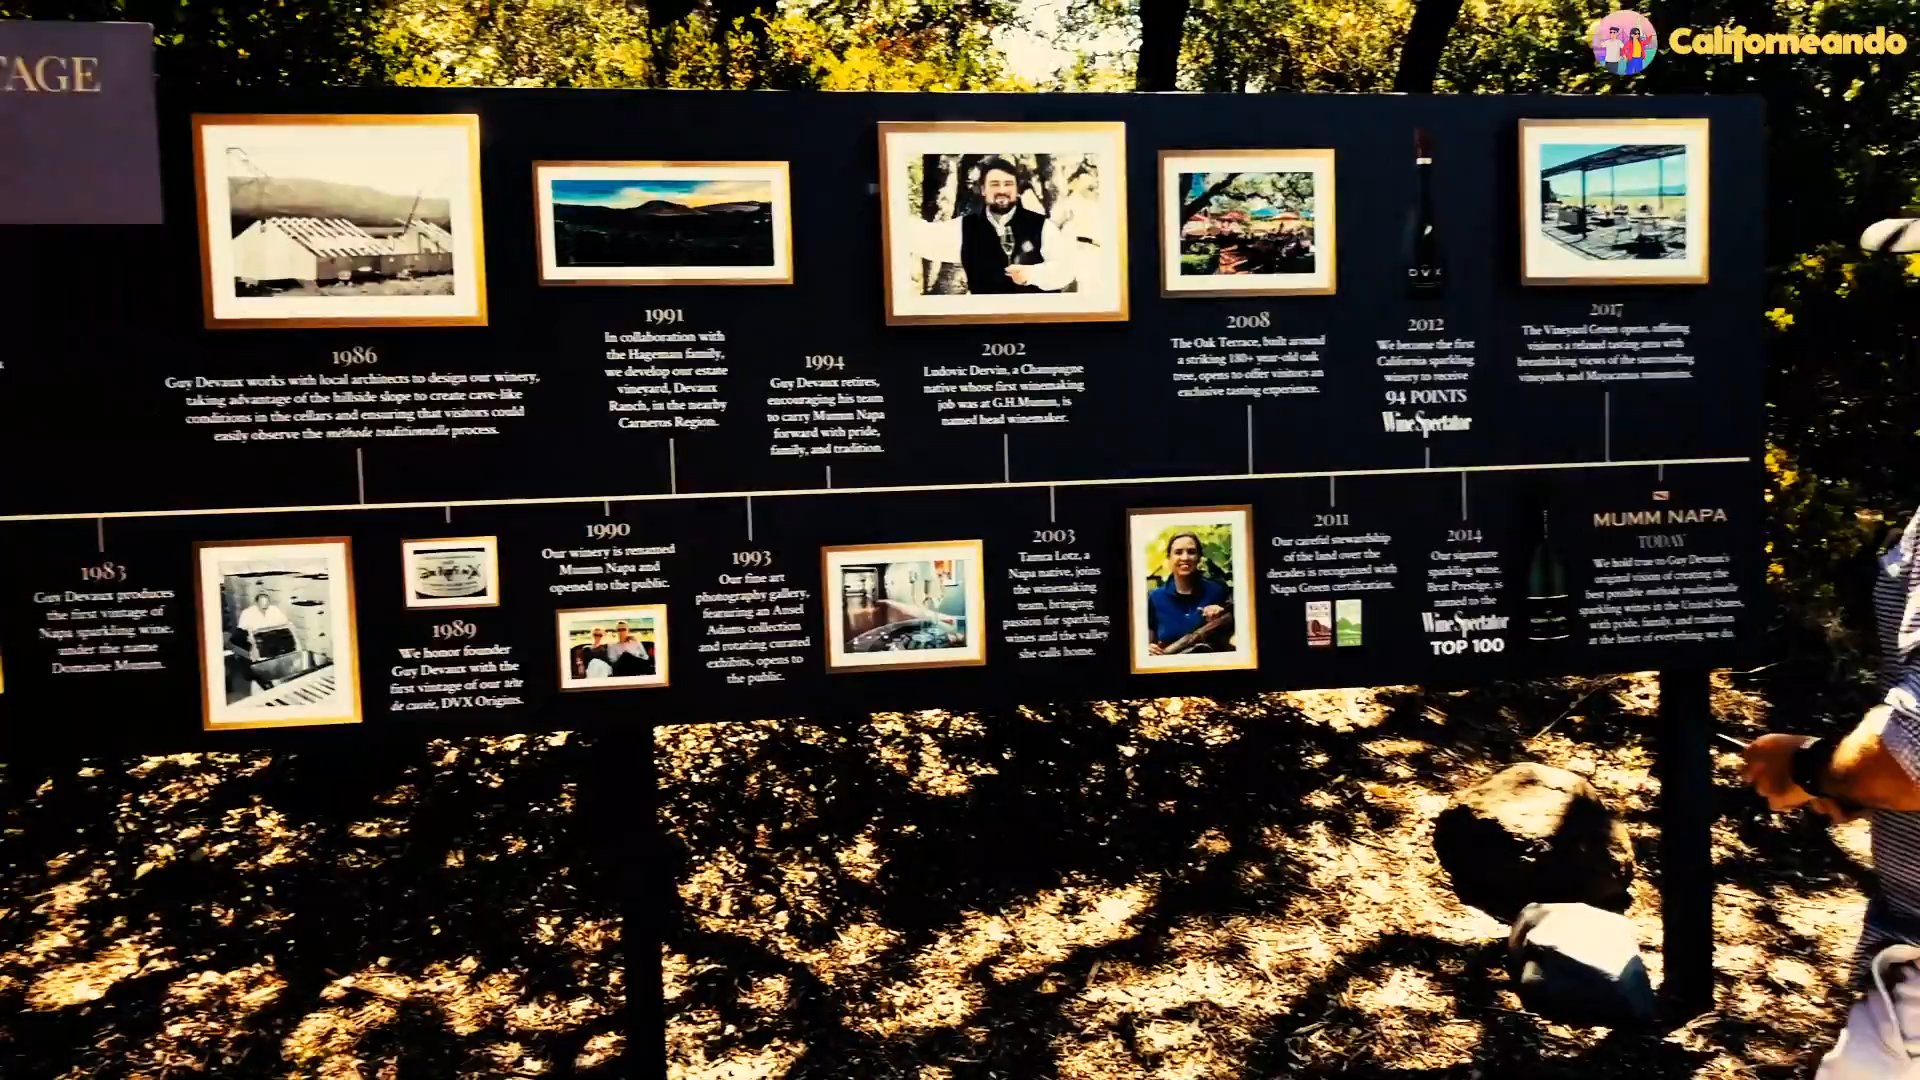 Californeando
TAGE
1986
Guy Devaux works with local architects to design our winery,
taking advantage of the hillside slope to create cave-like
conditions in the cellars and ensuring that visitors could
easily observe the méthode traditionnelle process.
1991
In collaboration with
the Hageman family,
we develop our estate
vineyard, Devaux
Ranch, in the nearby
Carneros Region.
1994
Guy Devaux retires,
encouraging his team
to carry Mumm Napa
forward with pride,
family, and tradition.
2002
Ludovic Dervin, a Champagne
native whose first winemaking
job was at G.H.Mumm, is
named head winemaker.
2008
The Oak Terrace, built around
a striking 180+ year-old oak
tree, opens to offer visitors an
exclusive tasting experience.
DVX
2012
We become the first
California sparkling
winery to receive
94 POINTS
Wine Spectator
2017
The Vineyard Green opens, offering
visitors a relaxed tasting area with
breathtaking views of the surrounding
vineyards and Mayacamas mountains.
1983
Guy Devaux produces
the first vintage of
Napa sparkling wine,
under the name
Domaine Mumm.
1989
We honor founder
Guy Devaux with the
first vintage of our tête
de cuvée, DVX Origins.
1990
Our winery is renamed
Mumm Napa and
opened to the public.
1993
Our fine art
photography gallery,
featuring an Ansel
Adams collection
and rotating curated
exhibits, opens to
the public.
2003
Tamra Lotz, a
Napa native, joins
the winemaking
team, bringing
passion for sparkling
wines and the valley
she calls home.
2011
Our careful stewardship
of the land over the
decades is recognized with
Napa Green certification.
2014
Our signature
sparkling wine,
Brut Prestige, is
named to the
Wine Spectator
TOP 100
MUMM NAPA
TODAY
We hold true to Guy Devaux's
original vision of creating the
best possible méthode traditionnelle
sparkling wines in the United States,
with pride, family, and tradition
at the heart of everything we do.